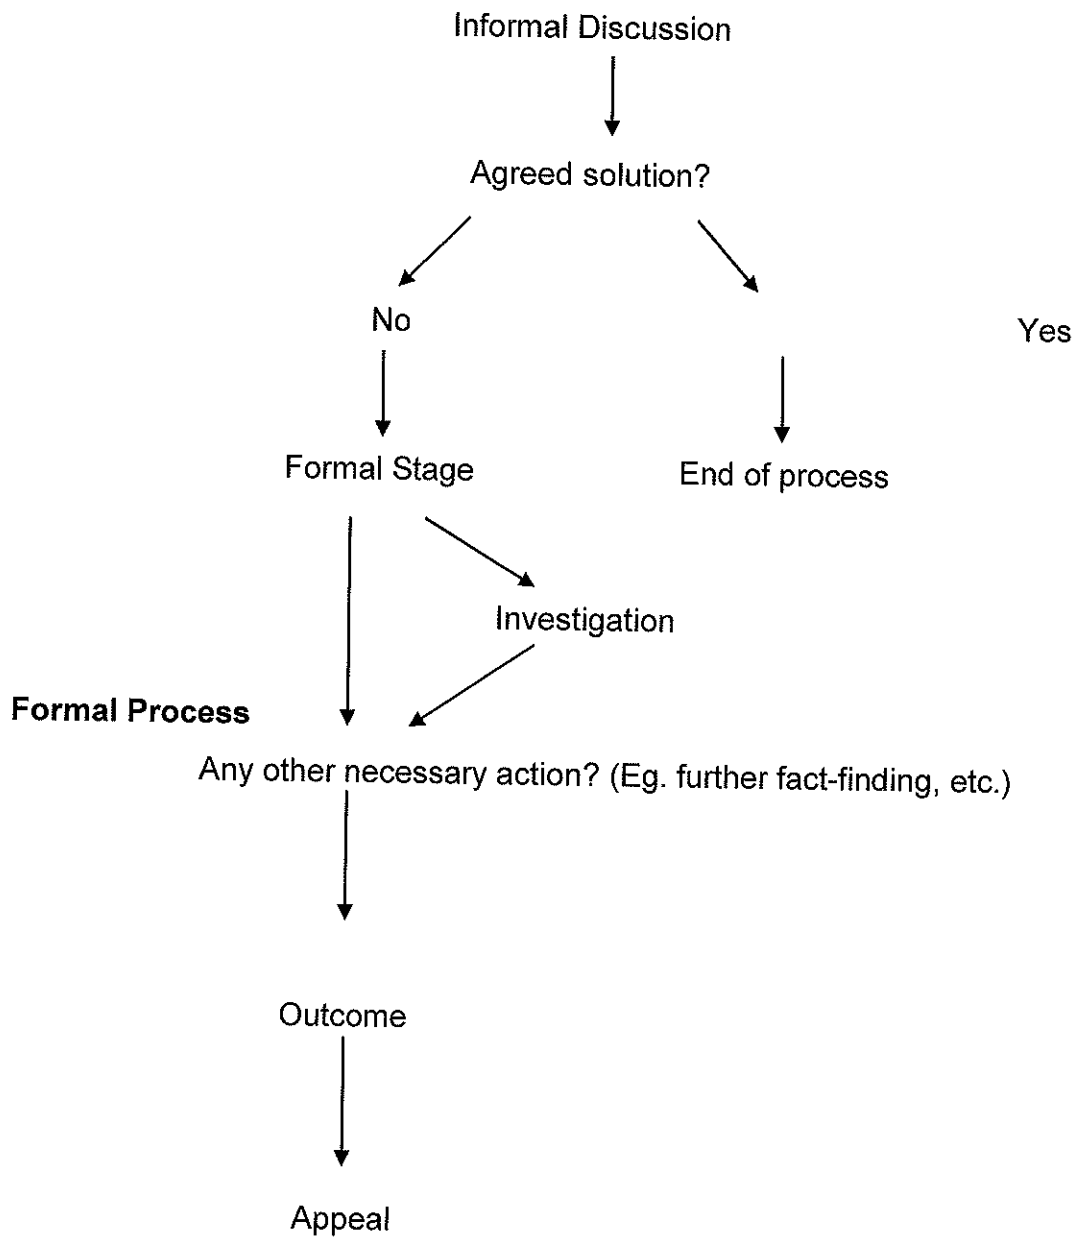 Informal Discussion
Agreed solution?
No
Yes
Formal Stage
End of process
Investigation
Formal Process
Any other necessary action? (Eg. further fact-finding, etc.)
Outcome
Appeal